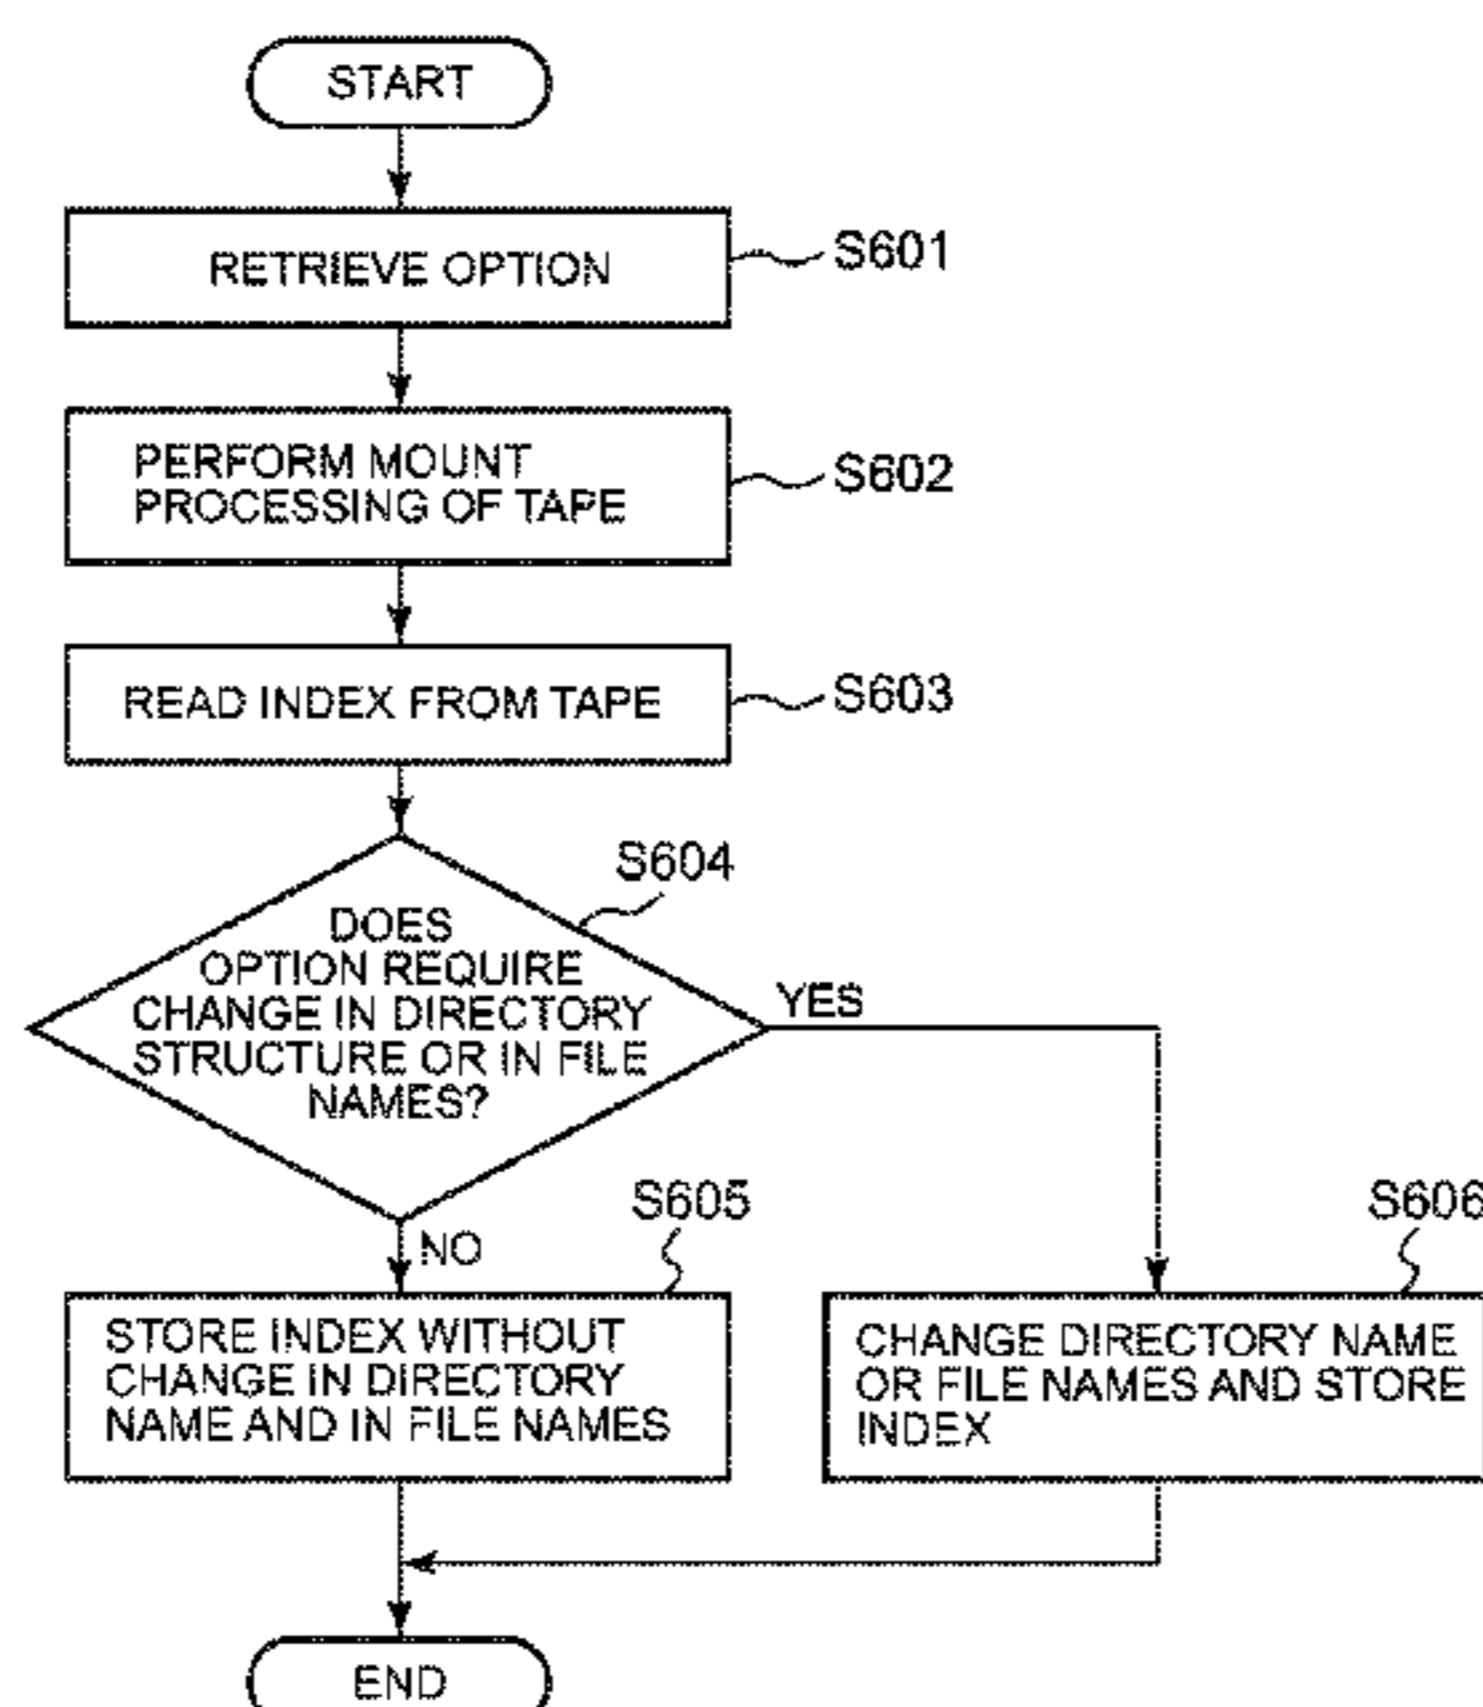 START
RETRIEVE OPTION
S601
PERFORM MOUNT
PROCESSING OF TAPE
S602
READ INDEX FROM TAPE
S603
S604
DOES
OPTION REQUIRE
CHANGE IN DIRECTORY
STRUCTURE OR IN FILE
NAMES?
YES
NO
S605
STORE INDEX WITHOUT
CHANGE IN DIRECTORY
NAME AND IN FILE NAMES
S606
CHANGE DIRECTORY NAME
OR FILE NAMES AND STORE
INDEX
END